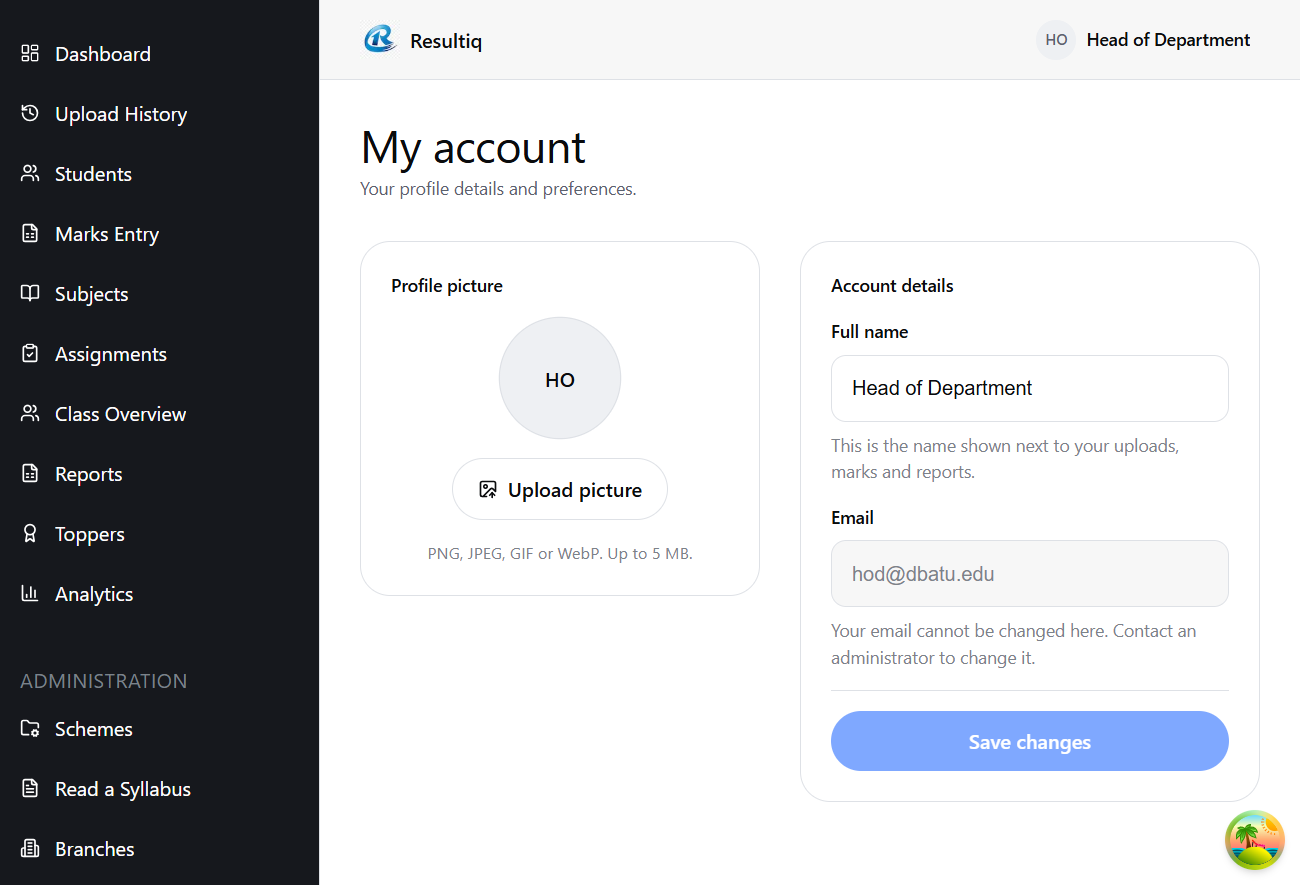 Dashboard
Upload History
Students
Marks Entry
Subjects
Assignments
Class Overview
Reports
Toppers
Analytics
ADMINISTRATION
Schemes
Read a Syllabus
Branches
Resultiq
HO Head of Department
My account
Your profile details and preferences.
Profile picture
HO
Upload picture
PNG, JPEG, GIF or WebP. Up to 5 MB.
Account details
Full name
Head of Department
This is the name shown next to your uploads,
marks and reports.
Email
hod@dbatu.edu
Your email cannot be changed here. Contact an
administrator to change it.
Save changes